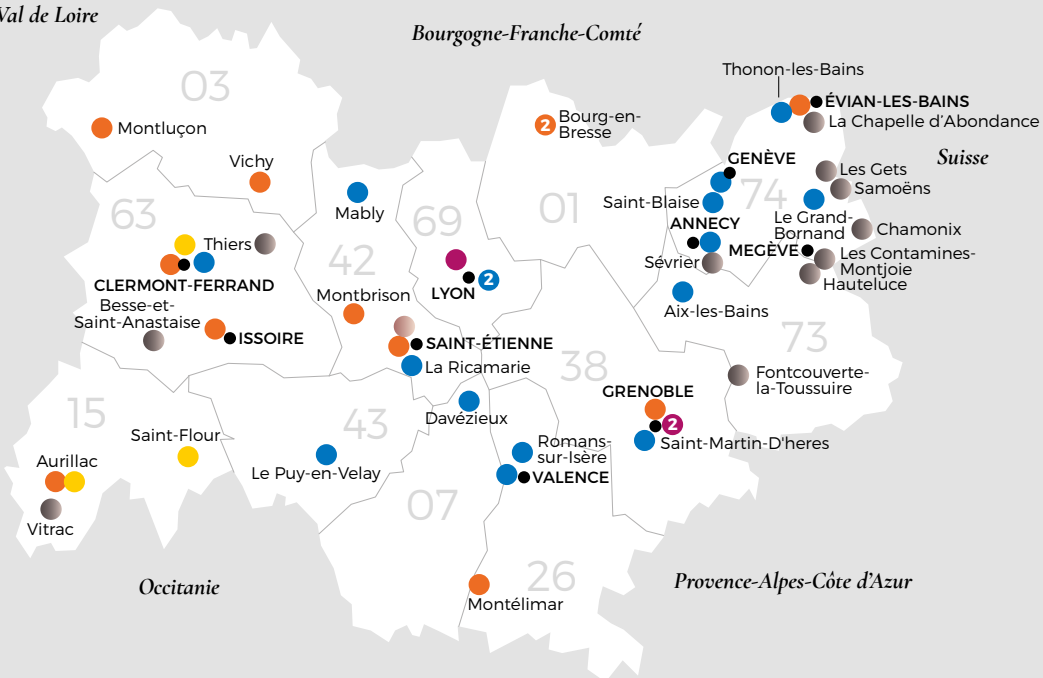 Val de Loire
Bourgogne-Franche-Comté
03
Montluçon
Vichy
63
Thiers
CLERMONT-FERRAND
Besse-et-
Saint-Anastaise
ISSOIRE
Mably
42
69
LYON
2
Montbrison
SAINT-ÉTIENNE
La Ricamarie
2
Bourg-en-
Bresse
01
Thonon-les-Bains
ÉVIAN-LES-BAINS
La Chapelle d'Abondance
Suisse
GENÈVE
74
Les Gets
Samoëns
Saint-Blaise
ANNECY
Le Grand-
Bornand
Chamonix
MEGÈVE
Sévrier
Les Contamines-
Montjoie
Hauteluce
Aix-les-Bains
73
38
Fontcouverte-
la-Toussuire
GRENOBLE
2
Saint-Martin-D'heres
15
Saint-Flour
Aurillac
Vitrac
43
Le Puy-en-Velay
Davézieux
Romans-
sur-Isère
VALENCE
07
26
Montélimar
Occitanie
Provence-Alpes-Côte d'Azur